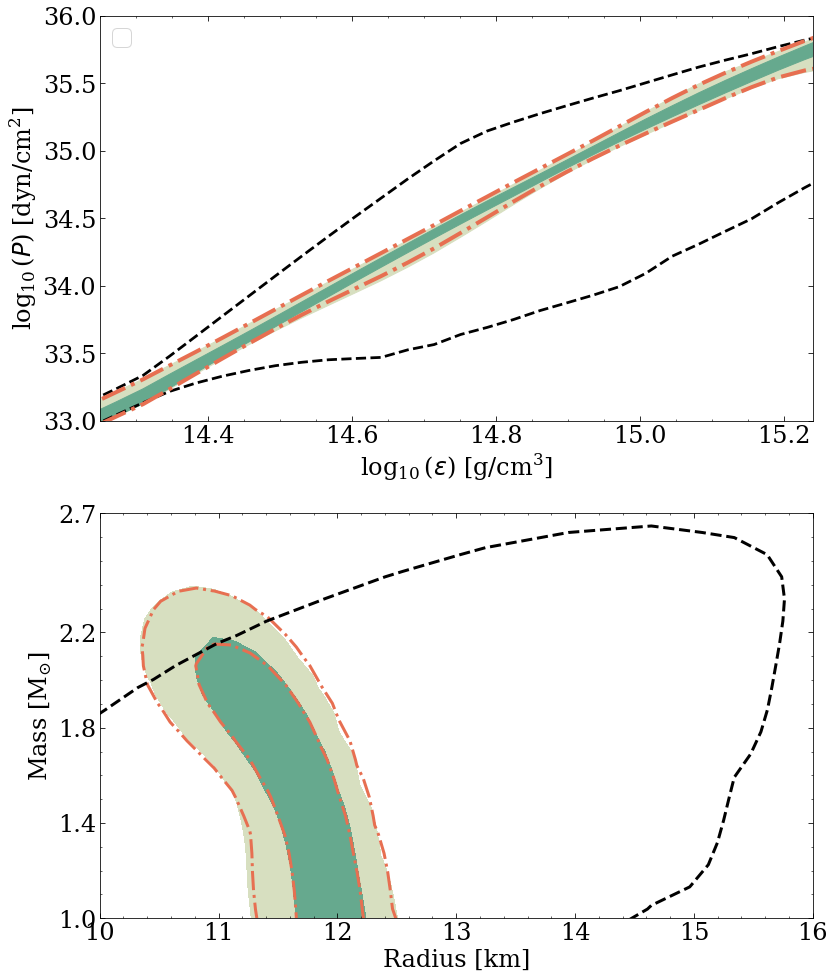 36.0
35.5
35.0
34.5
34.0
33.5
33.0
log₁₀(P) [dyn/cm²]
14.4 14.6 14.8 15.0 15.2
log₁₀(ε) [g/cm³]
2.7
2.2
1.8
1.4
1.0
Mass [M⊙]
10 11 12 13 14 15 16
Radius [km]